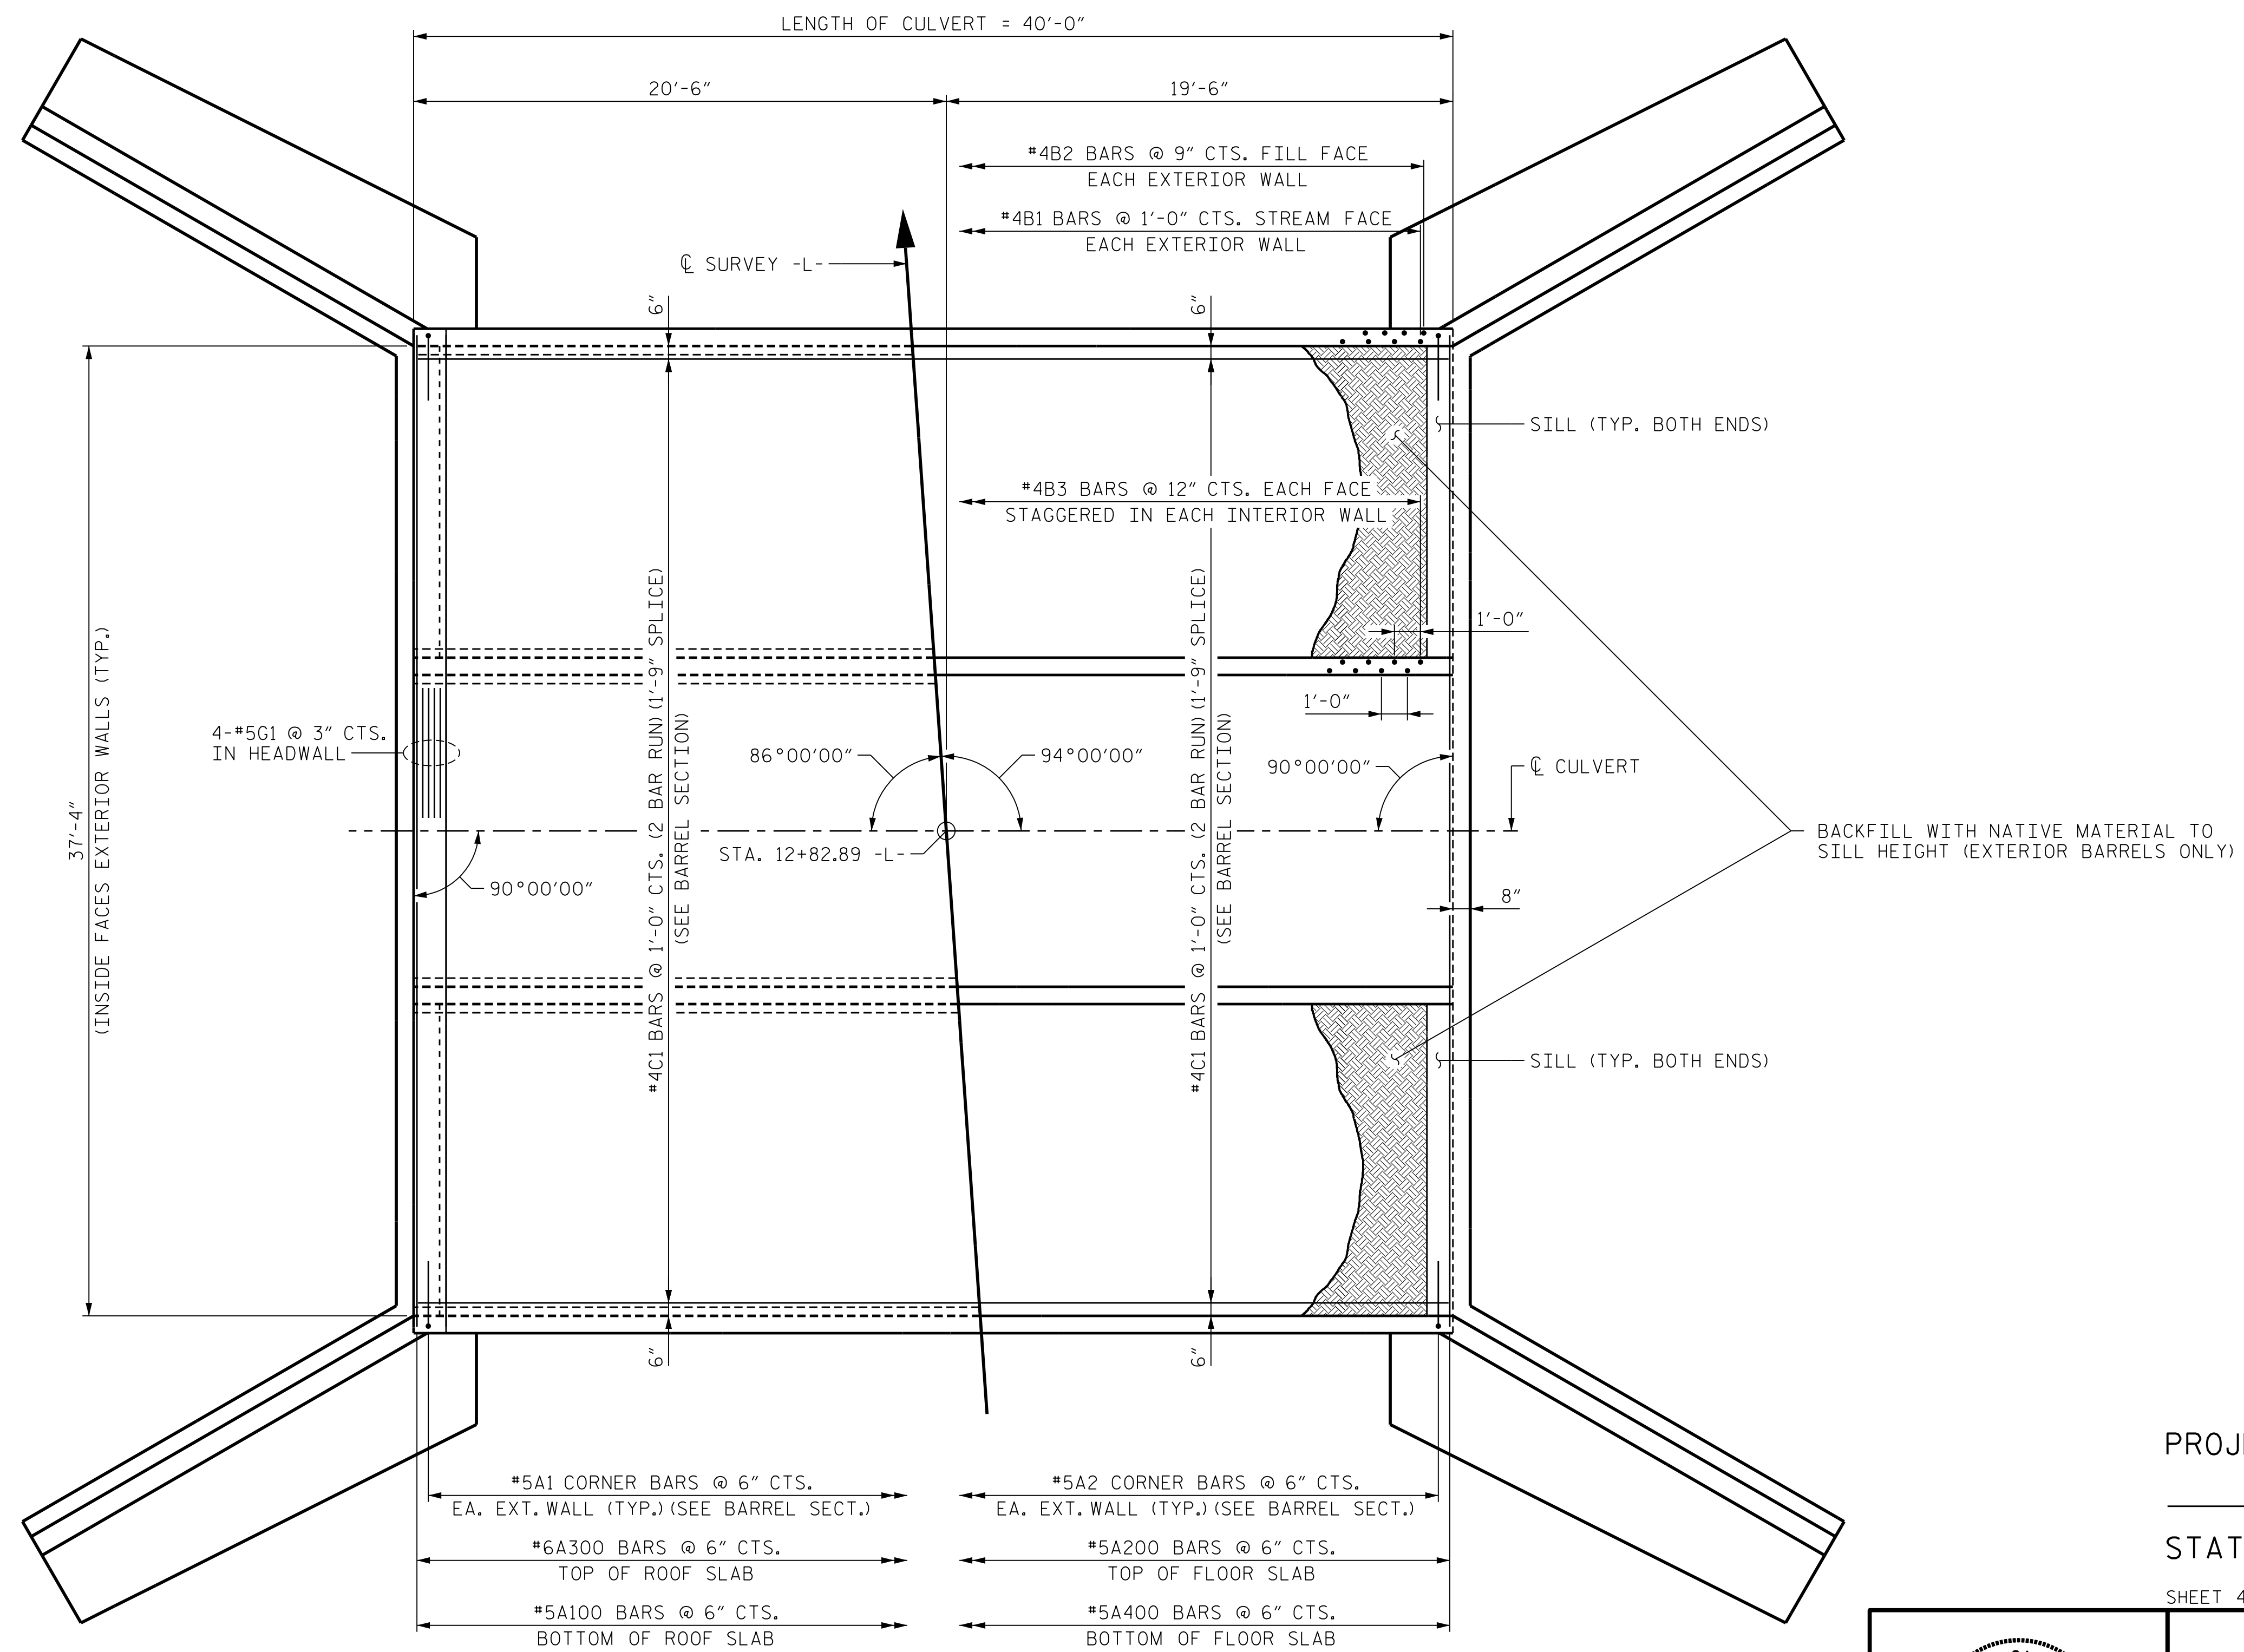 LENGTH OF CULVERT = 40'-0"
20'-6"
19'-6"
#4B2 BARS @ 9" CTS. FILL FACE
EACH EXTERIOR WALL
#4B1 BARS @ 1'-0" CTS. STREAM FACE
EACH EXTERIOR WALL
℄ SURVEY -L-
6"
6"
SILL (TYP. BOTH ENDS)
#4B3 BARS @ 12" CTS. EACH FACE
STAGGERED IN EACH INTERIOR WALL
1'-0"
1'-0"
37'-4"
(INSIDE FACES EXTERIOR WALLS (TYP.)
4-#5G1 @ 3" CTS.
IN HEADWALL
#4C1 BARS @ 1'-0" CTS. (2 BAR RUN) (1'-9" SPLICE)
(SEE BARREL SECTION)
#4C1 BARS @ 1'-0" CTS. (2 BAR RUN) (1'-9" SPLICE)
(SEE BARREL SECTION)
86°00'00"
94°00'00"
90°00'00"
℄ CULVERT
STA. 12+82.89 -L-
90°00'00"
BACKFILL WITH NATIVE MATERIAL TO
SILL HEIGHT (EXTERIOR BARRELS ONLY)
8"
SILL (TYP. BOTH ENDS)
6"
6"
#5A1 CORNER BARS @ 6" CTS.
EA. EXT. WALL (TYP.) (SEE BARREL SECT.)
#5A2 CORNER BARS @ 6" CTS.
EA. EXT. WALL (TYP.) (SEE BARREL SECT.)
#6A300 BARS @ 6" CTS.
TOP OF ROOF SLAB
#5A200 BARS @ 6" CTS.
TOP OF FLOOR SLAB
#5A100 BARS @ 6" CTS.
BOTTOM OF ROOF SLAB
#5A400 BARS @ 6" CTS.
BOTTOM OF FLOOR SLAB
SHEET 4